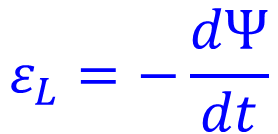 ε_L = − dΨ/dt